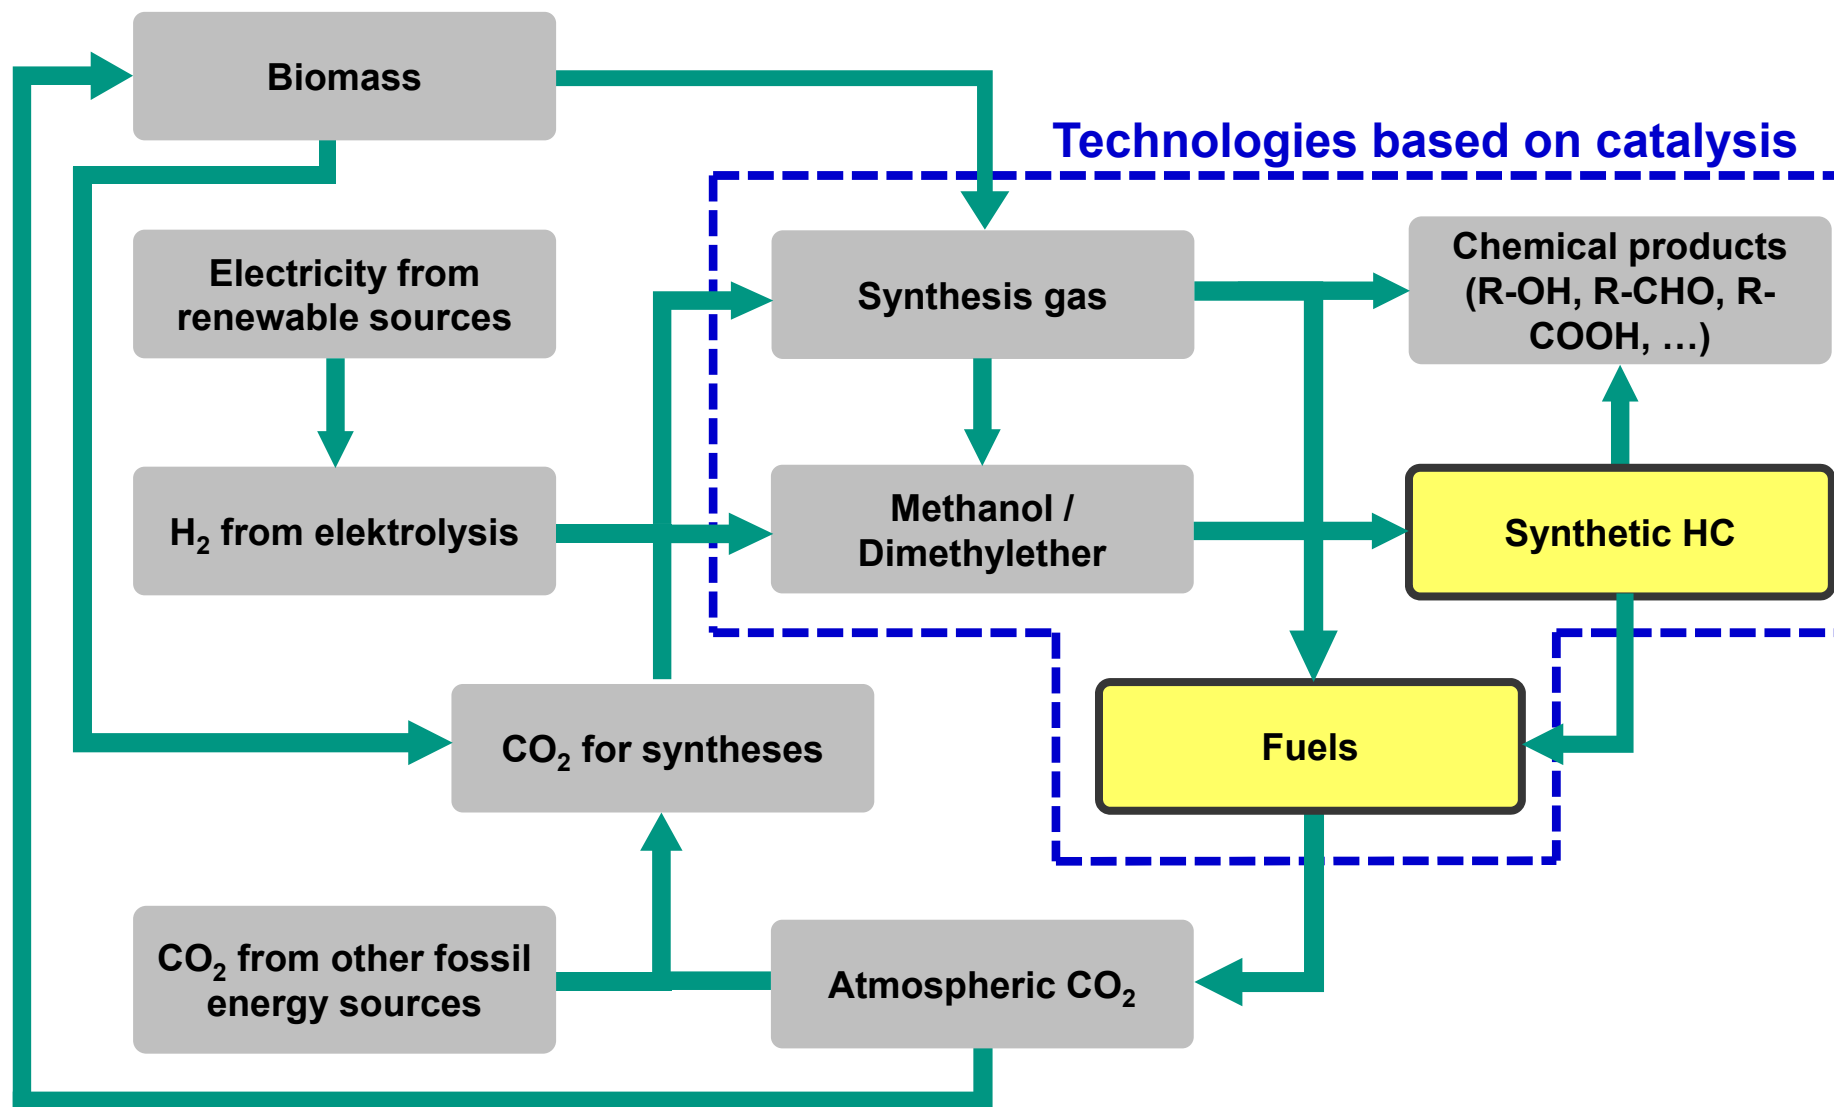 Biomass
Technologies based on catalysis
Electricity from
renewable sources
Synthesis gas
Chemical products
(R-OH, R-CHO, R-
COOH, …)
H₂ from elektrolysis
Methanol /
Dimethylether
Synthetic HC
CO₂ for syntheses
Fuels
CO₂ from other fossil
energy sources
Atmospheric CO₂